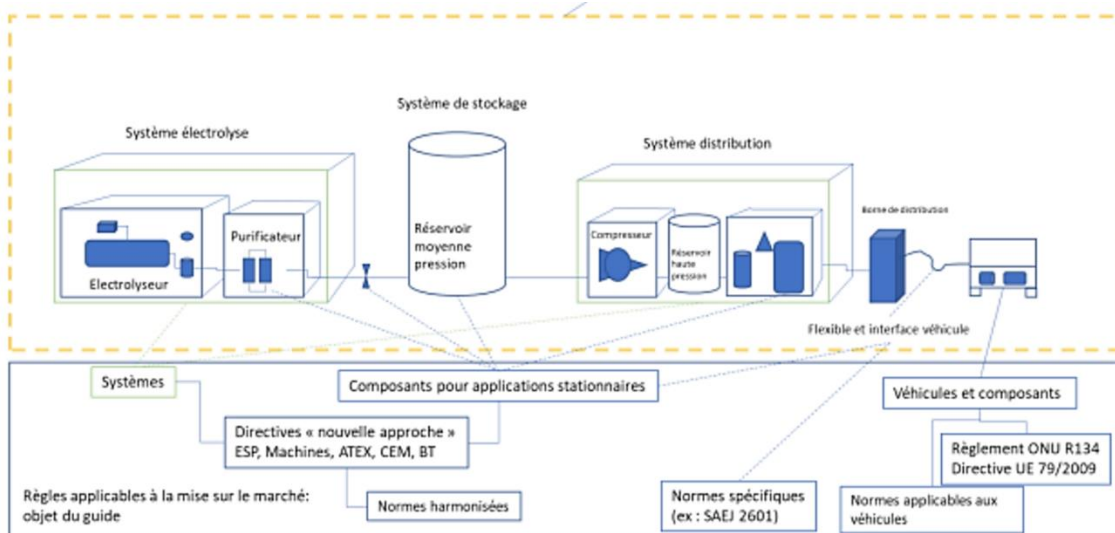 Système de stockage
Système électrolyse
Système distribution
Borne de distribution
Purificateur
Compresseur
Réservoir
moyenne
pression
Réservoir
haute
pression
Electrolyseur
Flexible et interface véhicule
Systèmes
Composants pour applications stationnaires
Véhicules et composants
Directives « nouvelle approche »
ESP, Machines, ATEX, CEM, BT
Règlement ONU R134
Directive UE 79/2009
Règles applicables à la mise sur le marché:
objet du guide
Normes harmonisées
Normes spécifiques
(ex : SAEJ 2601)
Normes applicables aux
véhicules